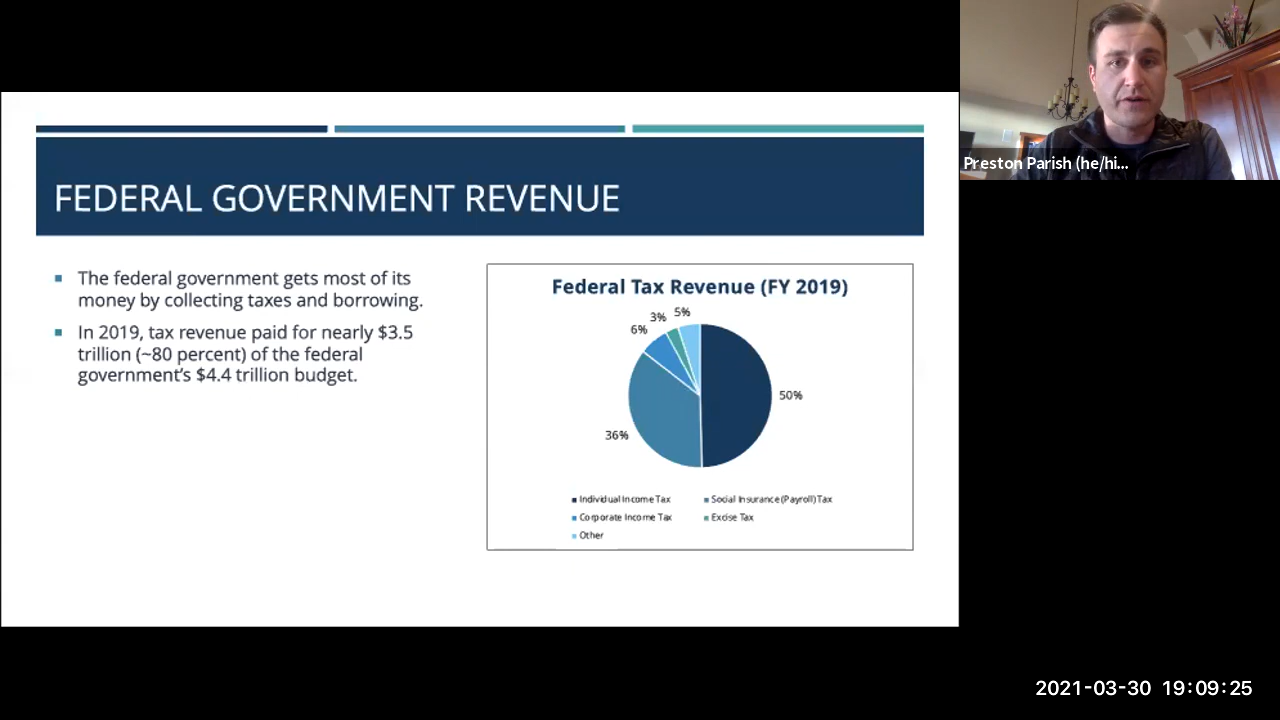 FEDERAL GOVERNMENT REVENUE
▪ The federal government gets most of its
money by collecting taxes and borrowing.
▪ In 2019, tax revenue paid for nearly $3.5
trillion (~80 percent) of the federal
government's $4.4 trillion budget.
Federal Tax Revenue (FY 2019)
3% 5%
6%
50%
36%
Individual Income Tax Social Insurance (Payroll) Tax
Corporate Income Tax Excise Tax
Other
Preston Parish (he/hi...
2021-03-30 19:09:25